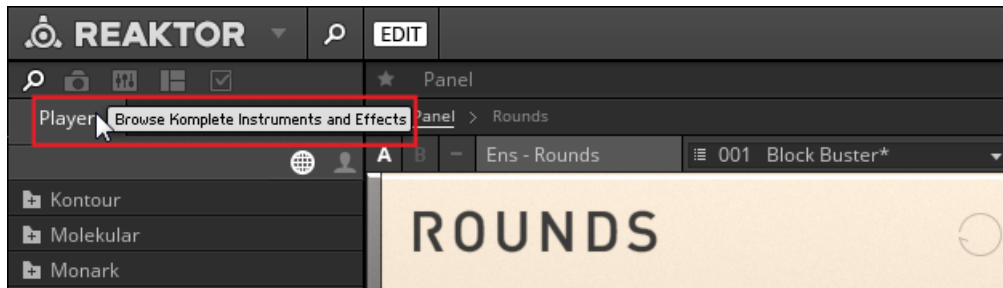 REAKTOR EDIT
Panel
Player Browse Komplete Instruments and Effects Panel > Rounds
A B – Ens - Rounds 001 Block Buster*
Kontour
Molekular
Monark
ROUNDS